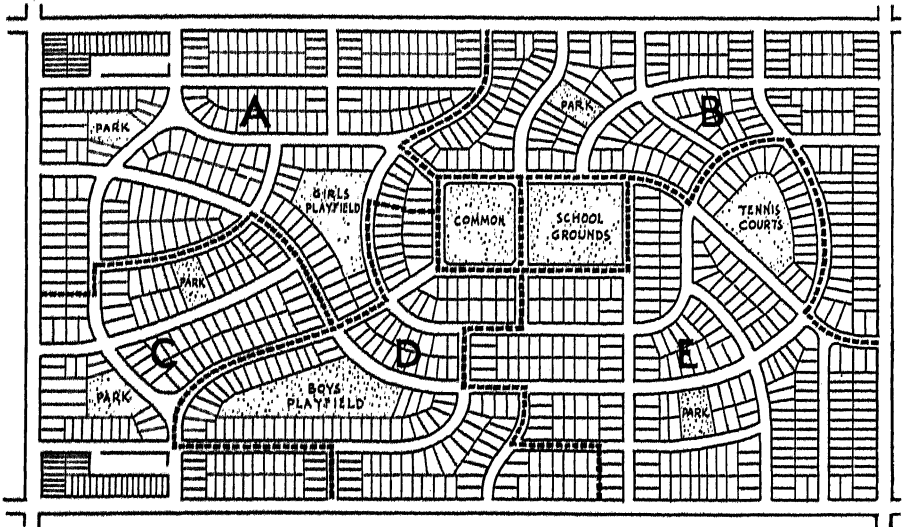 A
B
PARK
PARK
GIRLS
PLAYFIELD
COMMON
SCHOOL
GROUNDS
TENNIS
COURTS
PARK
C
D
E
PARK
BOYS
PLAYFIELD
PARK